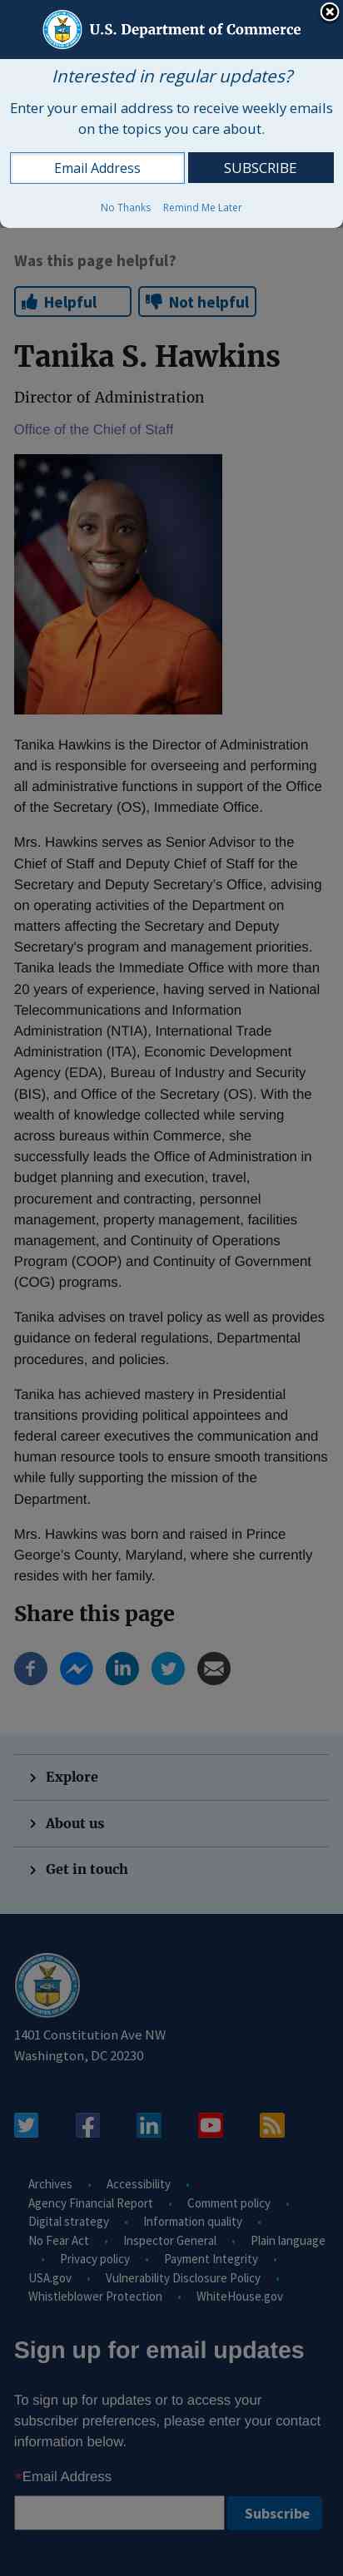 U.S. Department of Commerce
Interested in regular updates?
Enter your email address to receive weekly emails
on the topics you care about.
Email Address SUBSCRIBE
No Thanks Remind Me Later
Was this page helpful?
Helpful Not helpful
Tanika S. Hawkins
Director of Administration
Office of the Chief of Staff
Tanika Hawkins is the Director of Administration
and is responsible for overseeing and performing
all administrative functions in support of the Office
of the Secretary (OS), Immediate Office.
Mrs. Hawkins serves as Senior Advisor to the
Chief of Staff and Deputy Chief of Staff for the
Secretary and Deputy Secretary's Office, advising
on operating activities of the Department on
matters affecting the Secretary and Deputy
Secretary's program and management priorities.
Tanika leads the Immediate Office with more than
20 years of experience, having served in National
Telecommunications and Information
Administration (NTIA), International Trade
Administration (ITA), Economic Development
Agency (EDA), Bureau of Industry and Security
(BIS), and Office of the Secretary (OS). With the
wealth of knowledge collected while serving
across bureaus within Commerce, she
successfully leads the Office of Administration in
budget planning and execution, travel,
procurement and contracting, personnel
management, property management, facilities
management, and Continuity of Operations
Program (COOP) and Continuity of Government
(COG) programs.
Tanika advises on travel policy as well as provides
guidance on federal regulations, Departmental
procedures, and policies.
Tanika has achieved mastery in Presidential
transitions providing political appointees and
federal career executives the communication and
human resource tools to ensure smooth transitions
while fully supporting the mission of the
Department.
Mrs. Hawkins was born and raised in Prince
George's County, Maryland, where she currently
resides with her family.
Share this page
Explore
About us
Get in touch
1401 Constitution Ave NW
Washington, DC 20230
Archives • Accessibility •
Agency Financial Report • Comment policy •
Digital strategy • Information quality •
No Fear Act • Inspector General • Plain language
• Privacy policy • Payment Integrity •
USA.gov • Vulnerability Disclosure Policy •
Whistleblower Protection • WhiteHouse.gov
Sign up for email updates
To sign up for updates or to access your
subscriber preferences, please enter your contact
information below.
*Email Address
Subscribe